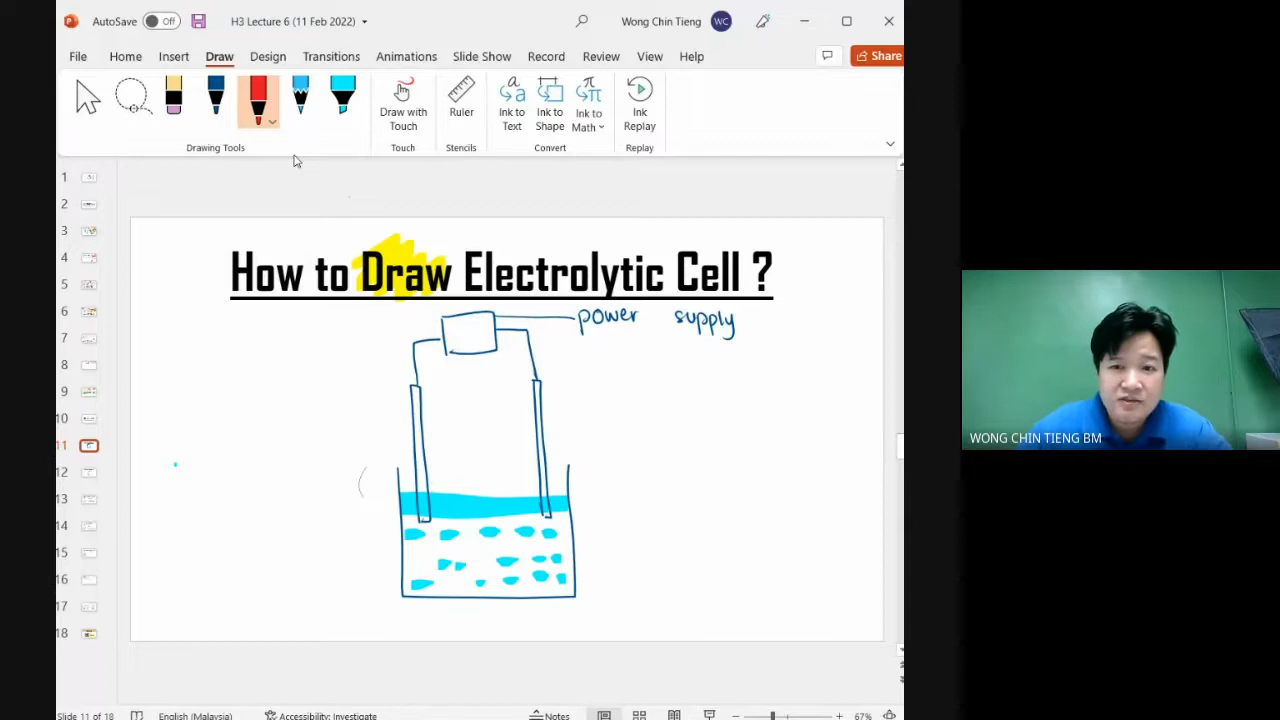 AutoSave Off H3 Lecture 6 (11 Feb 2022) Wong Chin Tieng WC
File Home Insert Draw Design Transitions Animations Slide Show Record Review View Help Share
Draw with Touch
Ruler
Ink to Text
Ink to Shape
Ink to Math
Ink Replay
Drawing Tools Touch Stencils Convert Replay
1
2
3
4
5
6
7
8
9
10
11
12
13
14
15
16
17
18
How to Draw Electrolytic Cell ?
power supply
WONG CHIN TIENG BM
Slide 11 of 18 English (Malaysia) Accessibility: Investigate Notes 67%